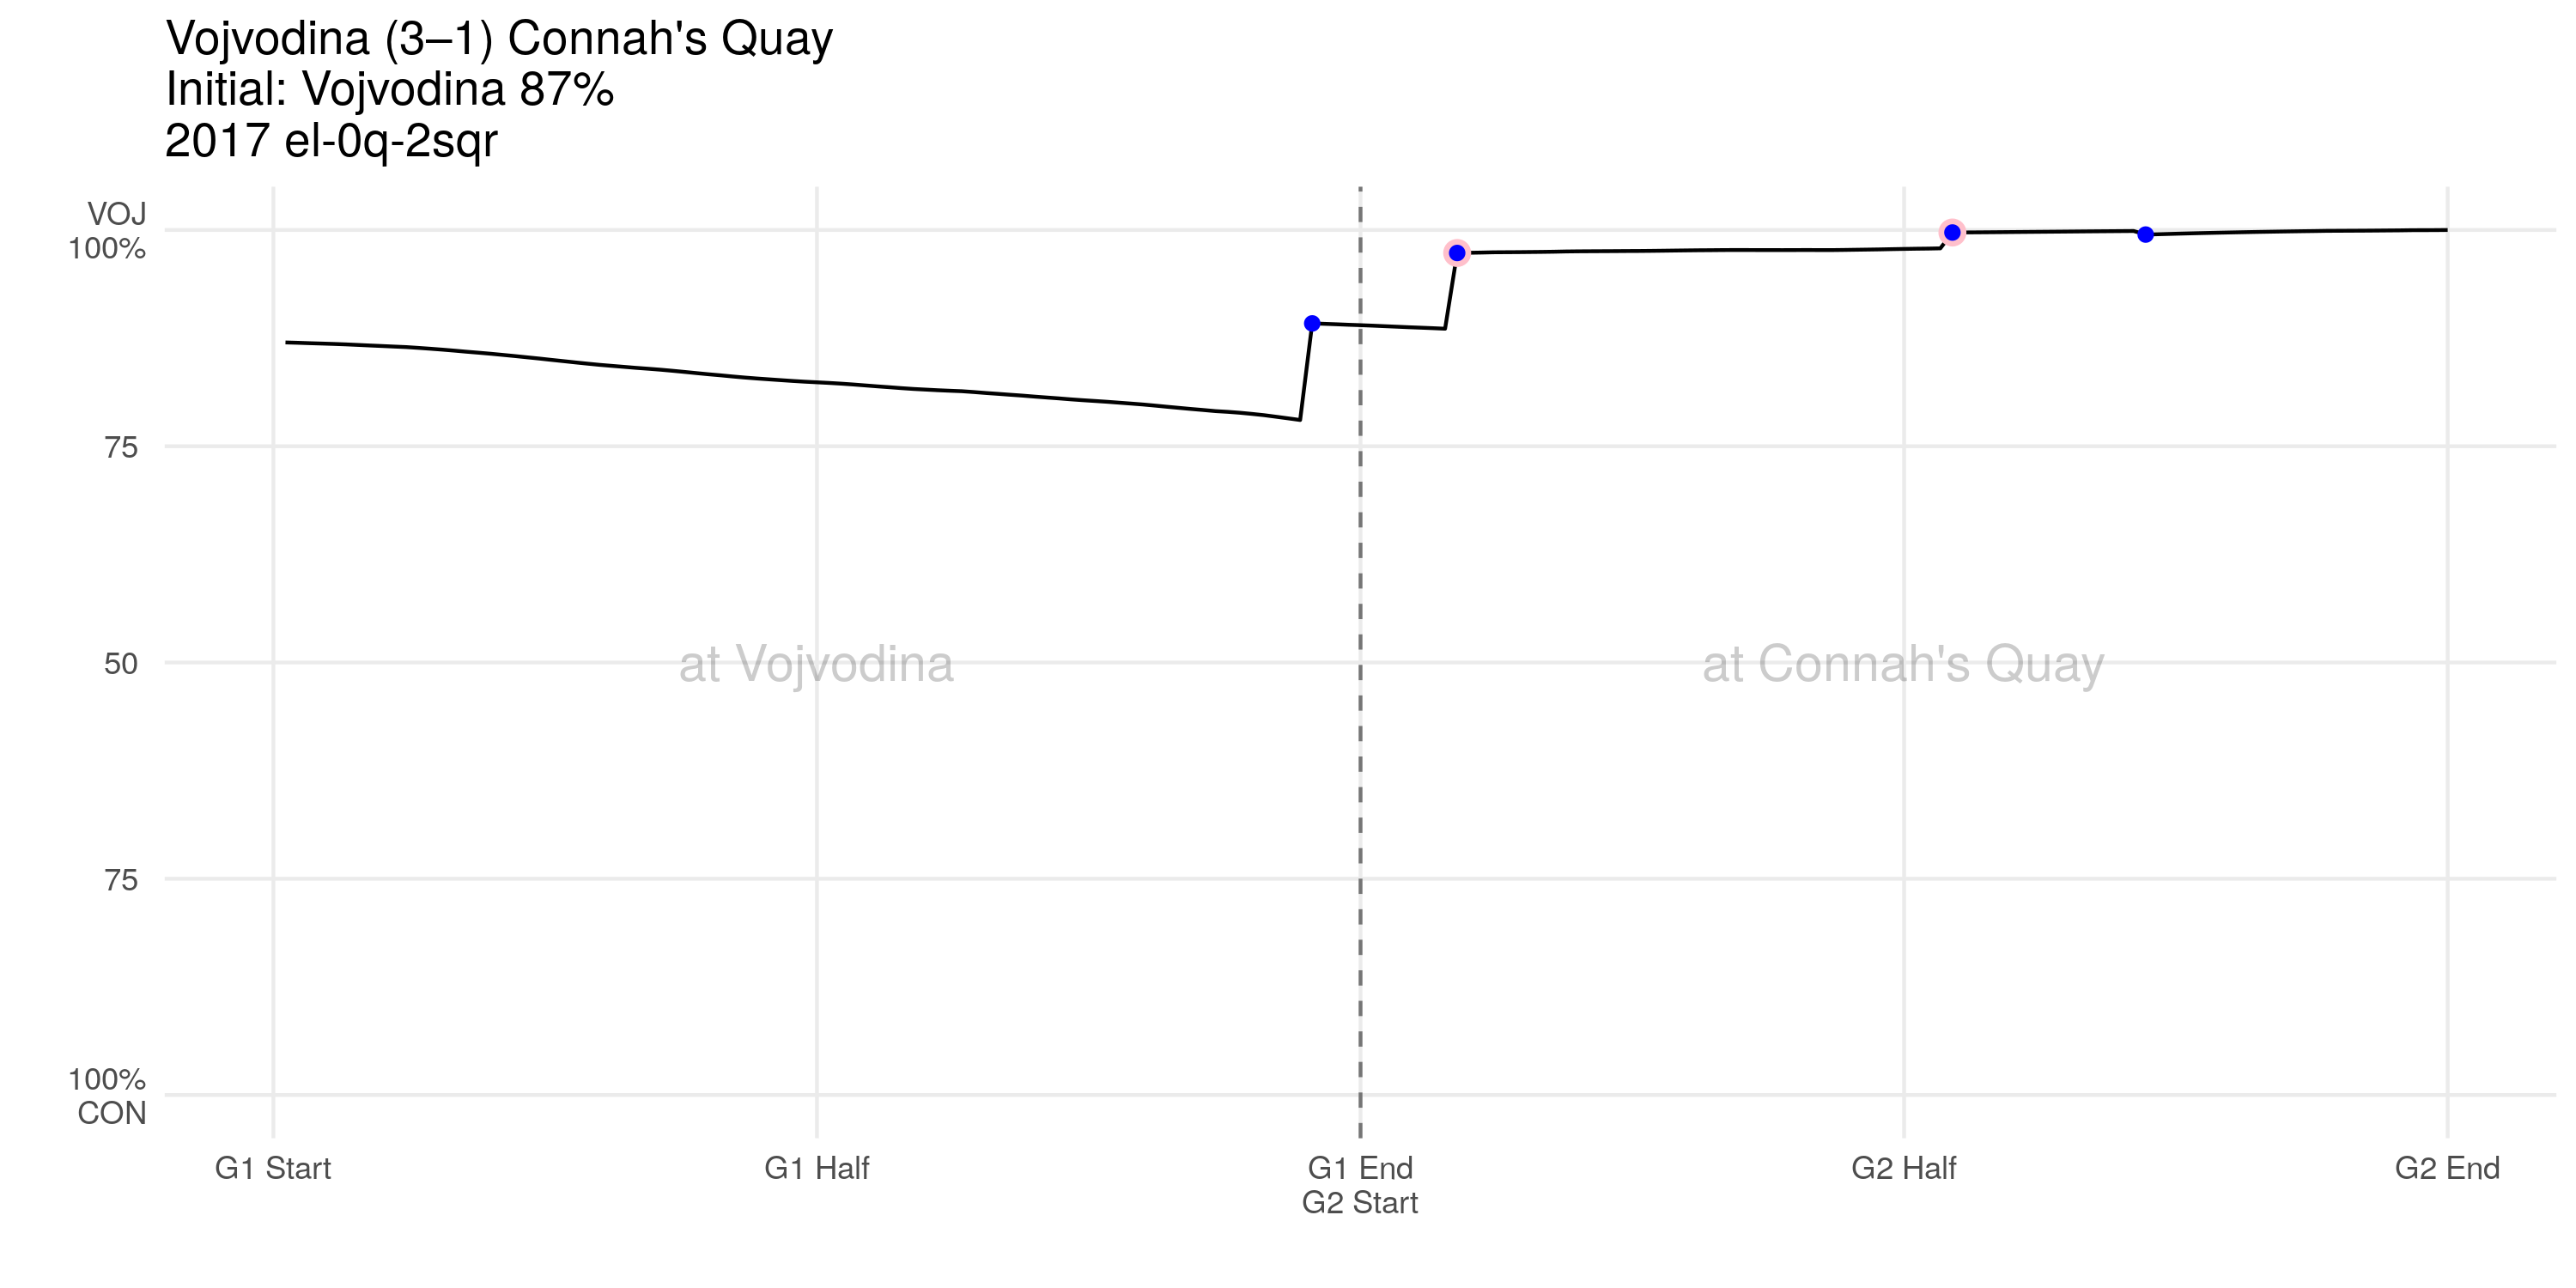 Vojvodina (3–1) Connah's Quay
Initial: Vojvodina 87%
2017 el-0q-2sqr
VOJ
100%
75
50
75
100%
CON
at Vojvodina
at Connah's Quay
G1 Start
G1 Half
G1 End
G2 Start
G2 Half
G2 End